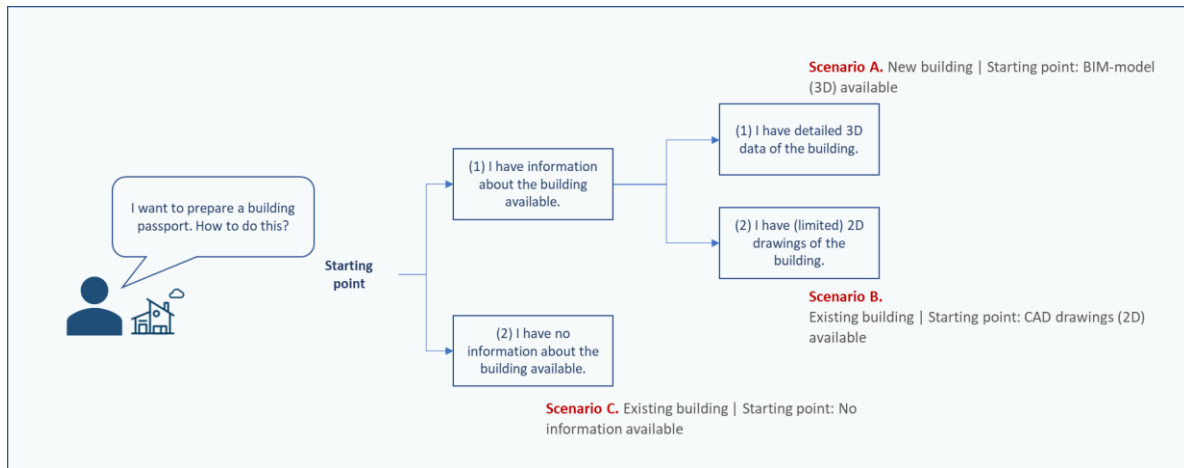 I want to prepare a building
passport. How to do this?
Starting
point
(1) I have information
about the building
available.
(2) I have no
information about the
building available.
Scenario C. Existing building | Starting point: No
information available
Scenario A. New building | Starting point: BIM-model
(3D) available
(1) I have detailed 3D
data of the building.
(2) I have (limited) 2D
drawings of the
building.
Scenario B.
Existing building | Starting point: CAD drawings (2D)
available